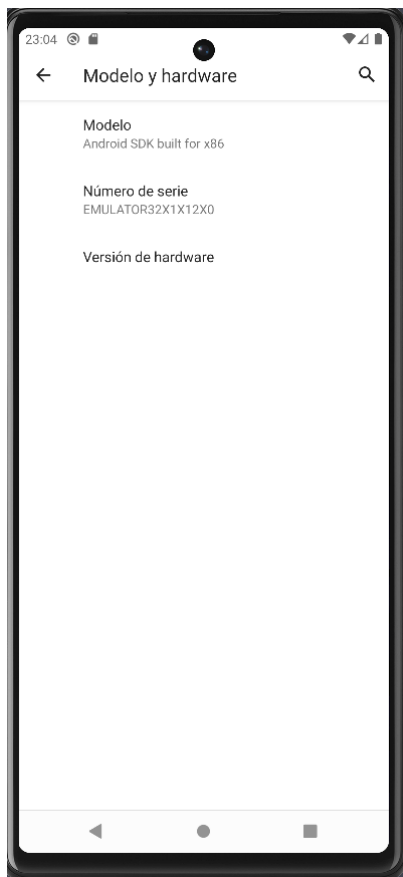 23:04
Modelo y hardware
Modelo
Android SDK built for x86
Número de serie
EMULATOR32X1X12X0
Versión de hardware